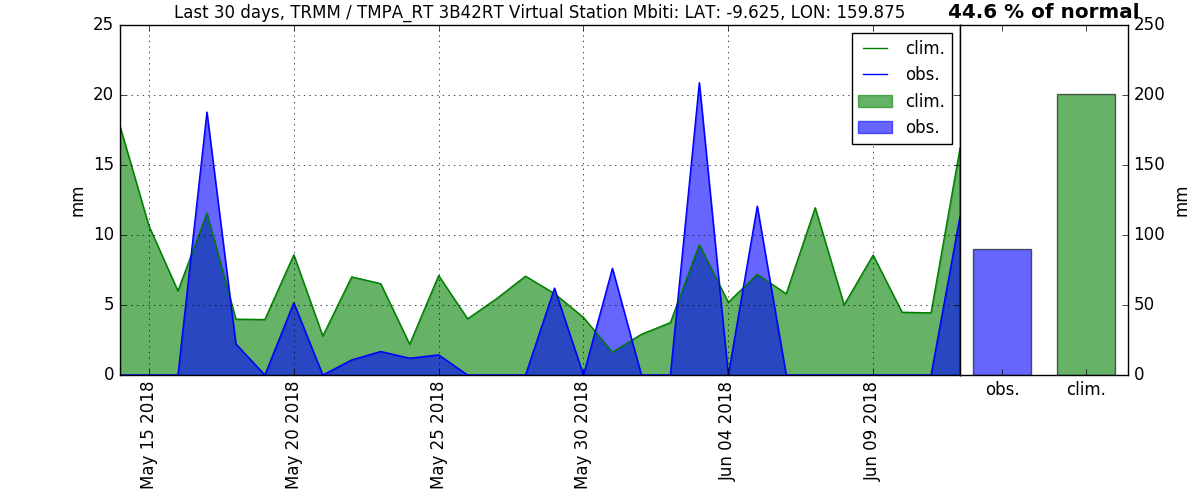 Last 30 days, TRMM / TMPA_RT 3B42RT Virtual Station Mbiti: LAT: -9.625, LON: 159.875
44.6 % of normal
25
20
15
10
5
0
mm
clim.
obs.
clim.
obs.
May 15 2018
May 20 2018
May 25 2018
May 30 2018
Jun 04 2018
Jun 09 2018
250
200
150
100
50
0
mm
obs.
clim.